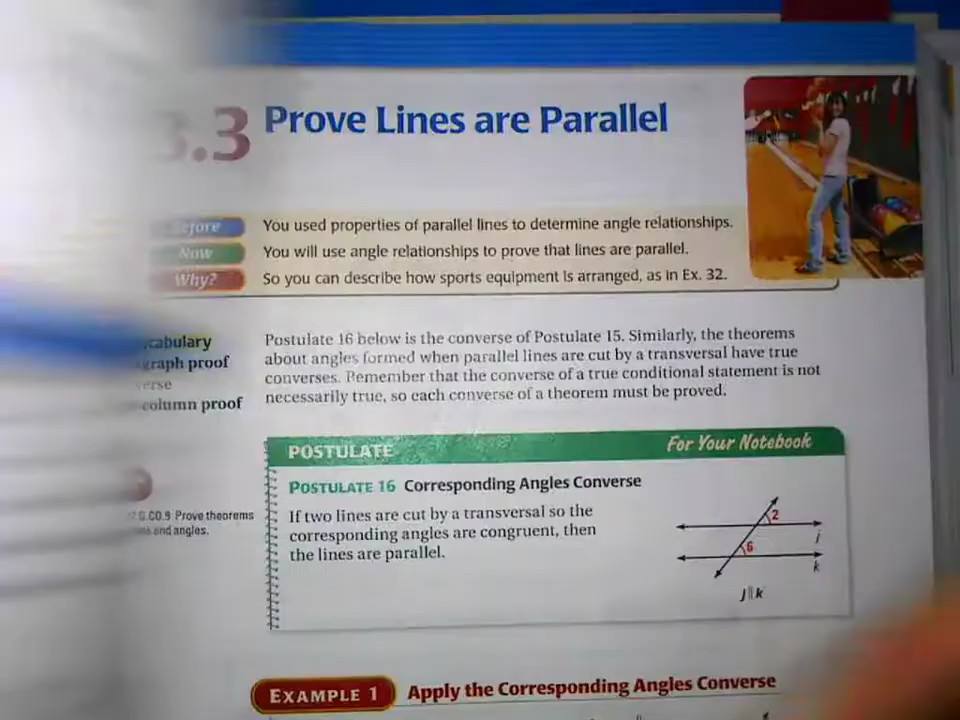 .3 Prove Lines are Parallel
You used properties of parallel lines to determine angle relationships.
Now You will use angle relationships to prove that lines are parallel.
Why? So you can describe how sports equipment is arranged, as in Ex. 32.
Postulate 16 below is the converse of Postulate 15. Similarly, the theorems
about angles formed when parallel lines are cut by a transversal have true
converses. Remember that the converse of a true conditional statement is not
necessarily true, so each converse of a theorem must be proved.
proof
column proof
POSTULATE For Your Notebook
POSTULATE 16 Corresponding Angles Converse
If two lines are cut by a transversal so the
corresponding angles are congruent, then
the lines are parallel.
2
j
6
k
j || k
G.CO.9 Prove theorems
and angles.
EXAMPLE 1 Apply the Corresponding Angles Converse